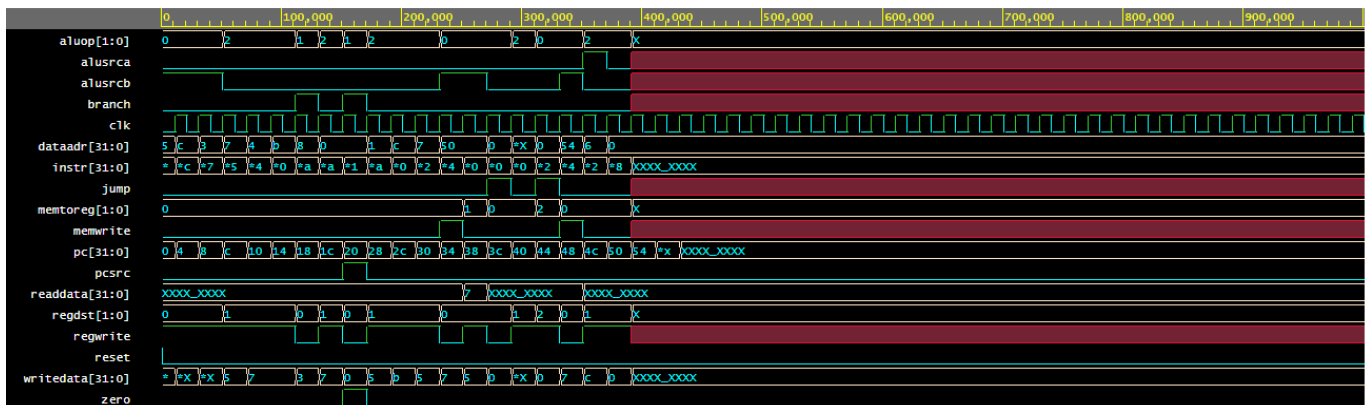 0 100,000 200,000 300,000 400,000 500,000 600,000 700,000 800,000 900,000
aluop[1:0] 0 2 1 2 1 2 0 2 0 2 X
alusrca
alusrcb
branch
clk
dataadr[31:0] 5 c 3 7 4 b 8 0 1 c 7 50 0 *X 0 54 6 0
instr[31:0] * *c *7 *5 *4 *0 *a *a *1 *a *0 *2 *4 *0 *0 *0 *2 *4 *2 *8 XXXX_XXXX
jump
memtoreg[1:0] 0 1 0 2 0 X
memwrite
pc[31:0] 0 4 8 c 10 14 18 1c 20 28 2c 30 34 38 3c 40 44 48 4c 50 54 *x XXXX_XXXX
pcsrc
readdata[31:0] XXXX_XXXX 7 XXXX_XXXX XXXX_XXXX
regdst[1:0] 0 1 0 1 0 1 0 1 2 0 1 X
regwrite
reset
writedata[31:0] * *X *X 5 7 3 7 0 5 b 5 7 5 0 *X 0 7 c 0 XXXX_XXXX
zero